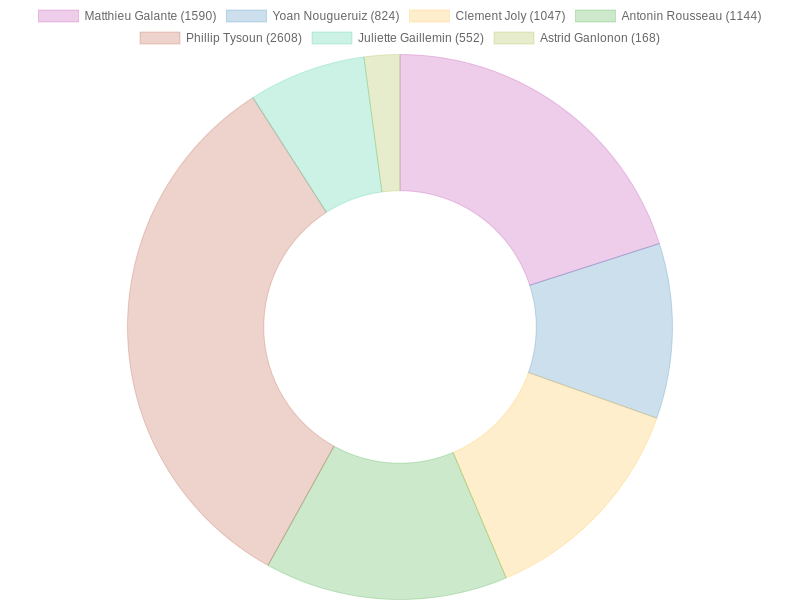 Matthieu Galante (1590) Yoan Nougueruiz (824) Clement Joly (1047) Antonin Rousseau (1144)
Phillip Tysoun (2608) Juliette Gaillemin (552) Astrid Ganlonon (168)